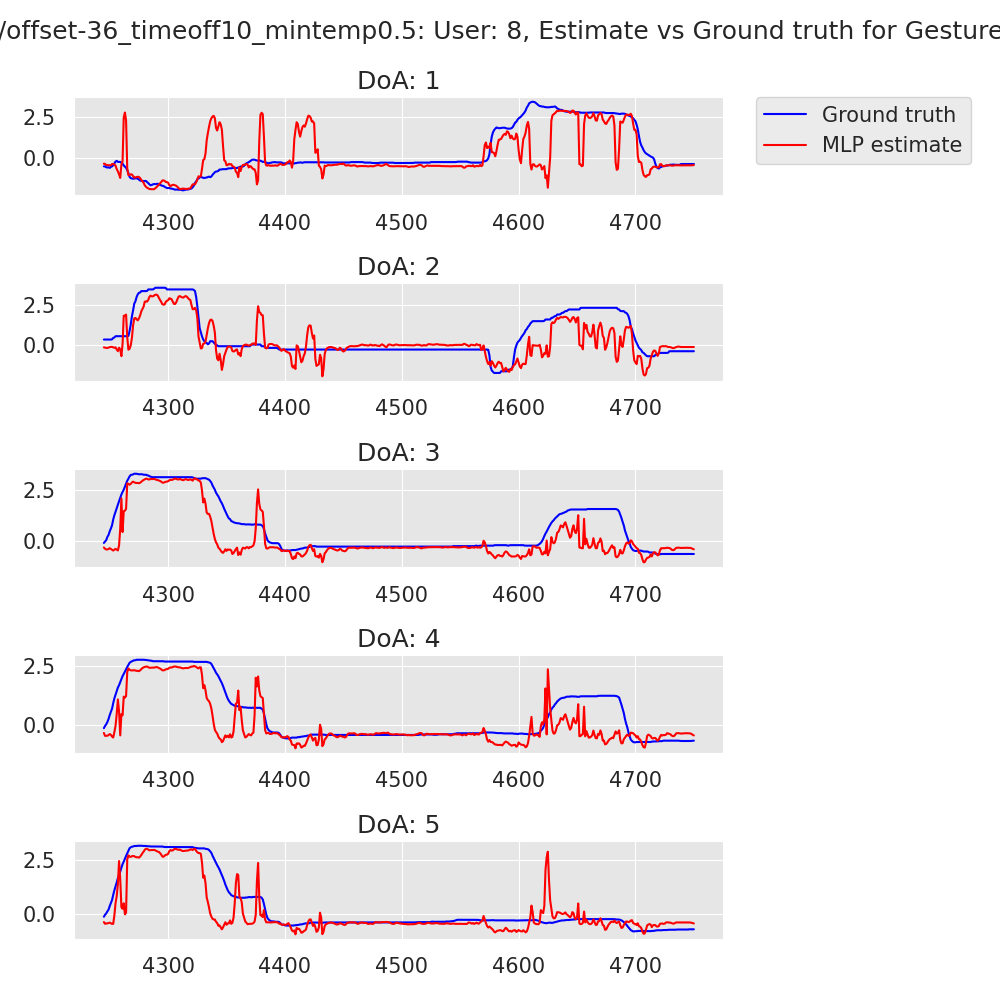 /offset-36_timeoff10_mintemp0.5: User: 8, Estimate vs Ground truth for Gesture
DoA: 1
Ground truth
MLP estimate
2.5
0.0
4300 4400 4500 4600 4700
DoA: 2
2.5
0.0
4300 4400 4500 4600 4700
DoA: 3
2.5
0.0
4300 4400 4500 4600 4700
DoA: 4
2.5
0.0
4300 4400 4500 4600 4700
DoA: 5
2.5
0.0
4300 4400 4500 4600 4700